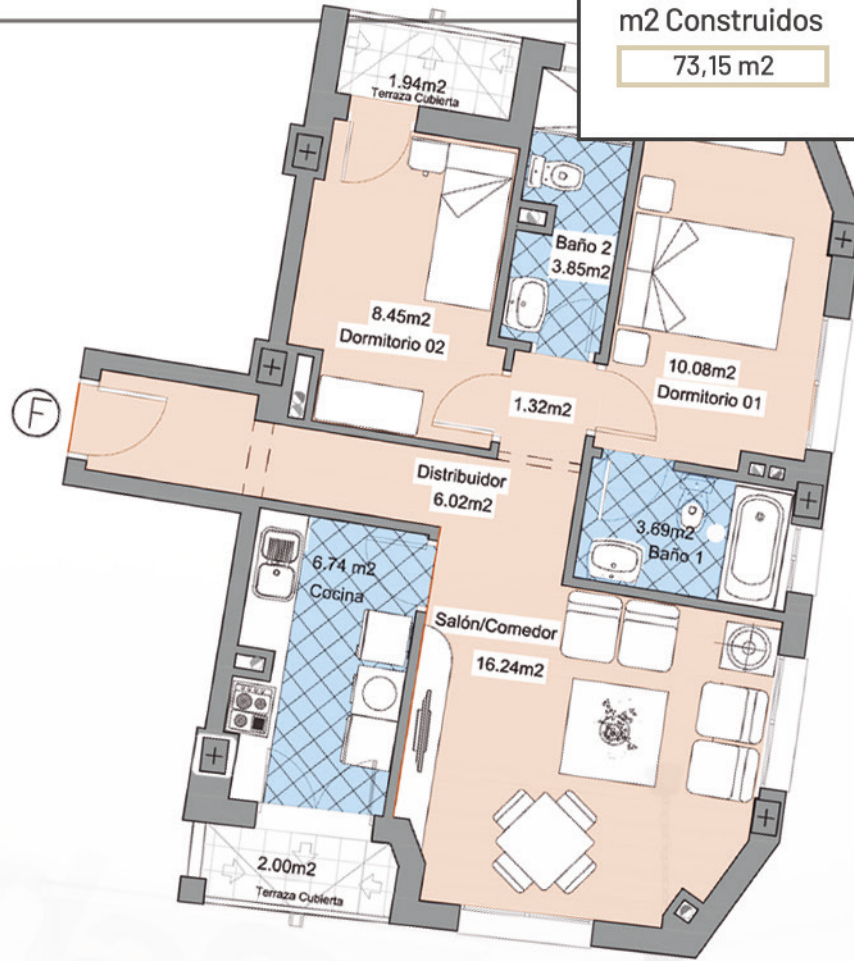 m2 Construidos
73,15 m2
1.94m2
Terraza Cubierta
Baño 2
3.85m2
8.45m2
Dormitorio 02
10.08m2
Dormitorio 01
F
1.32m2
Distribuidor
6.02m2
3.69m2
Baño 1
6.74 m2
Cocina
Salón/Comedor
16.24m2
2.00m2
Terraza Cubierta